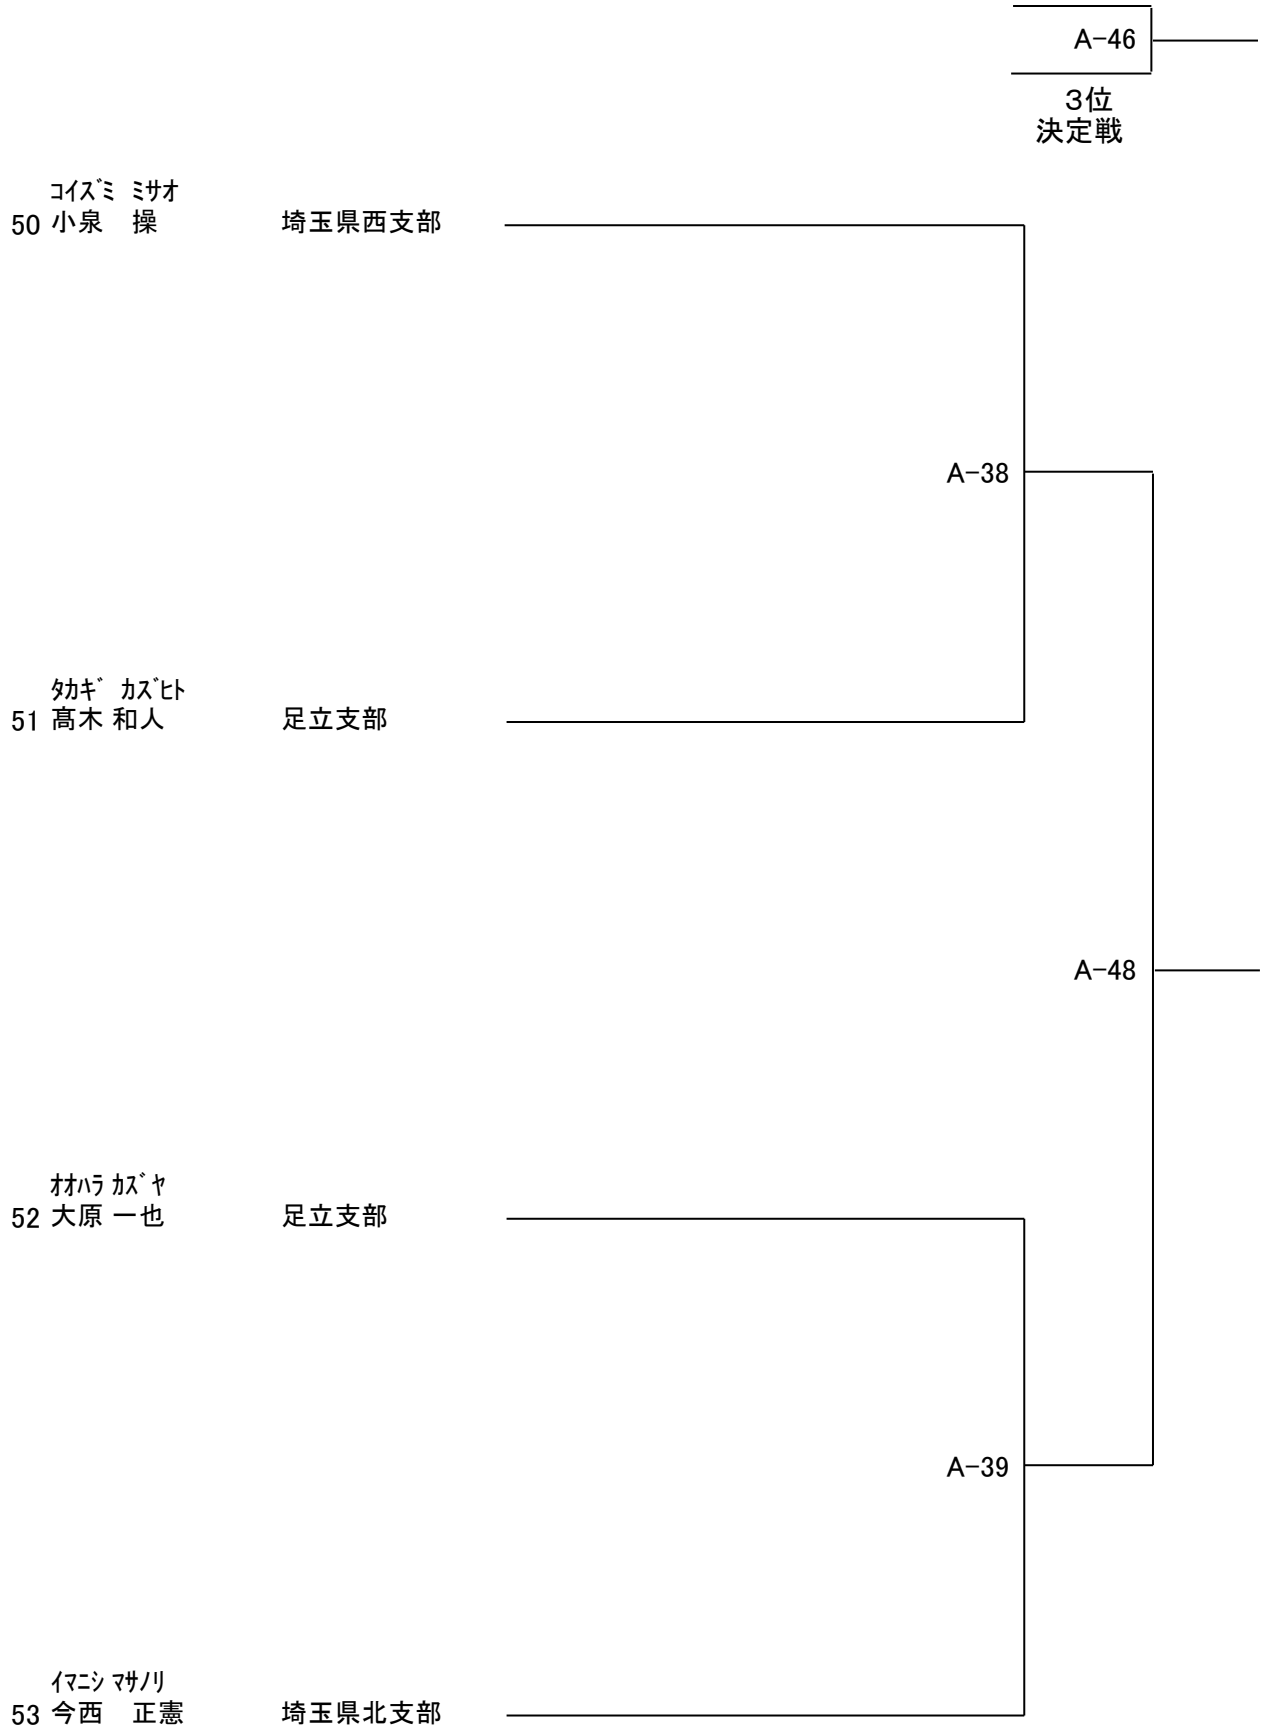 A-46
3位
決定戦
ｺｲｽﾞﾐ ﾐｻｵ
50 小泉　操 埼玉県西支部
A-38
ﾀｶｷﾞ ｶｽﾞﾋﾄ
51 髙木 和人 足立支部
A-48
ｵｵﾊﾗ ｶｽﾞﾔ
52 大原 一也 足立支部
A-39
ｲﾏﾆｼ ﾏｻﾉﾘ
53 今西　正憲 埼玉県北支部